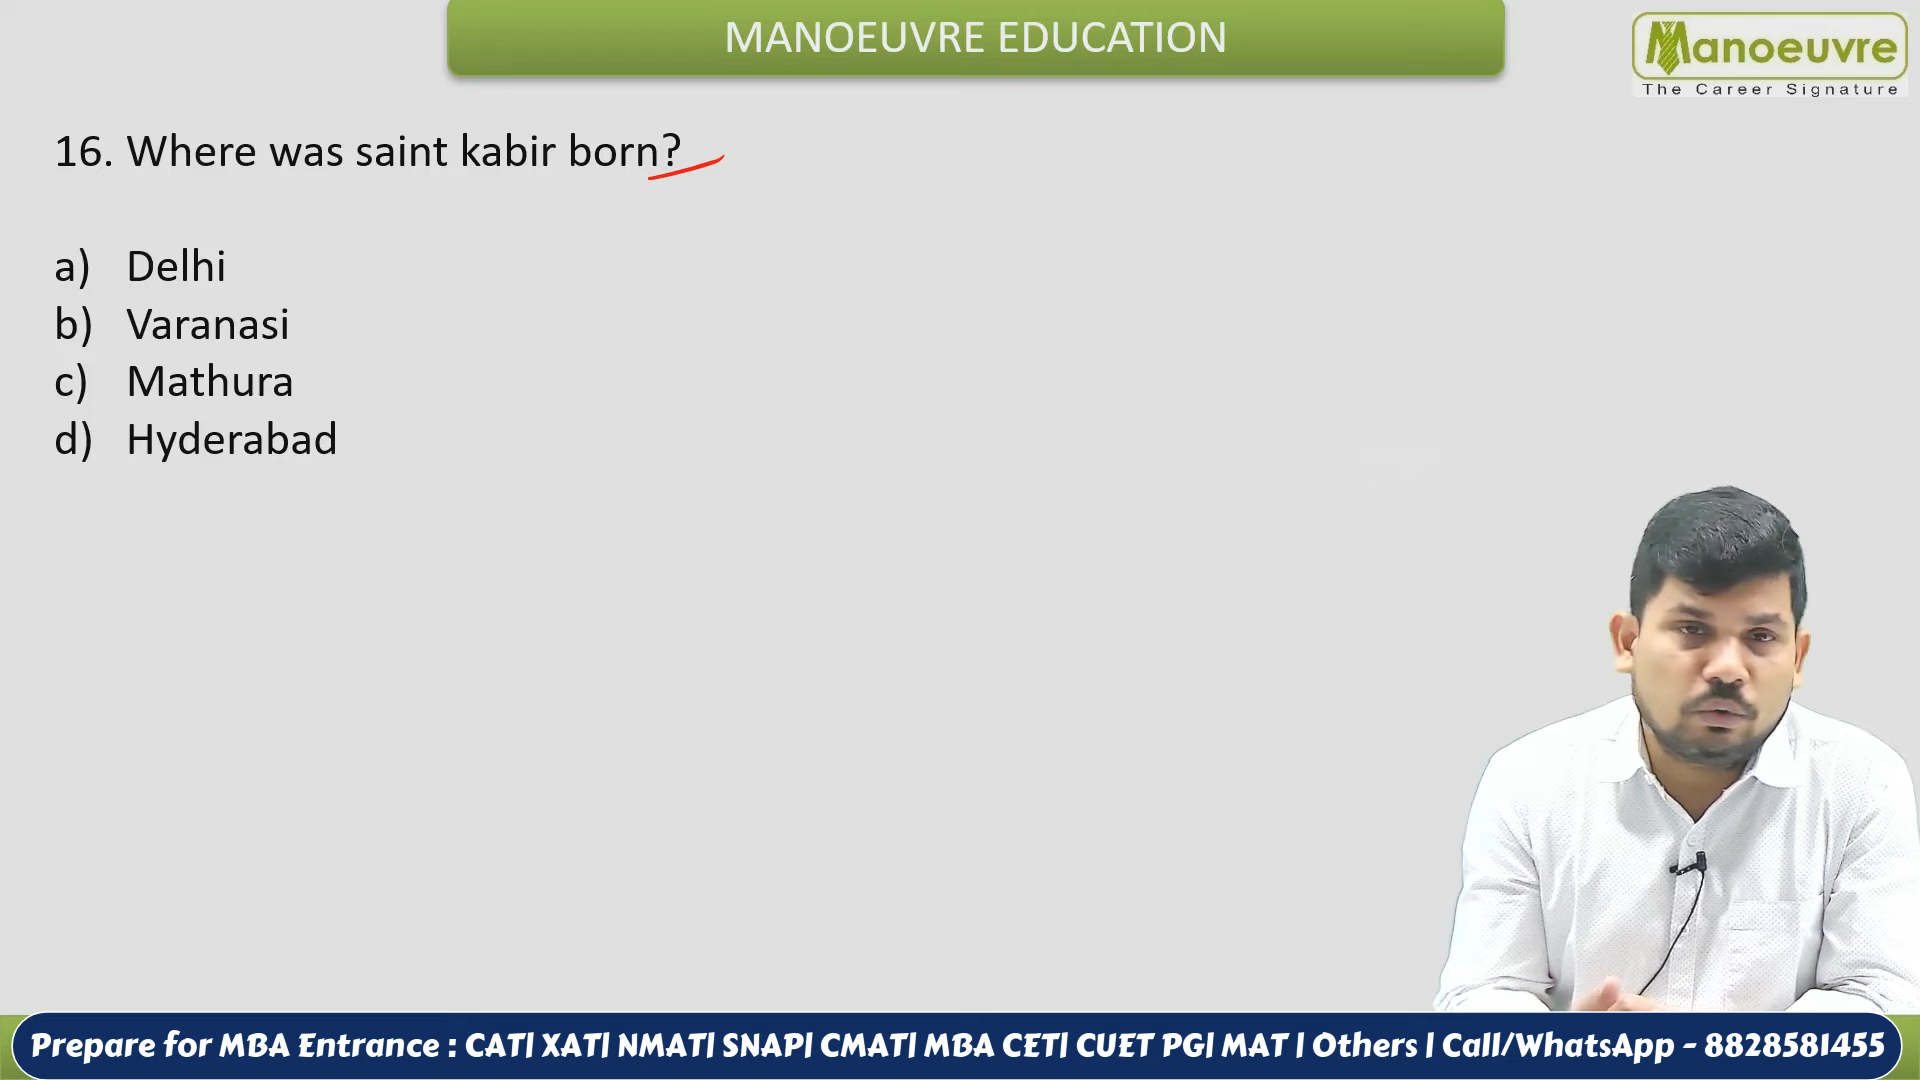 MANOEUVRE EDUCATION
Manoeuvre
The Career Signature
16. Where was saint kabir born?
a) Delhi
b) Varanasi
c) Mathura
d) Hyderabad
Prepare for MBA Entrance : CAT| XAT| NMAT| SNAP| CMAT| MBA CET| CUET PG| MAT | Others | Call/WhatsApp - 8828581455